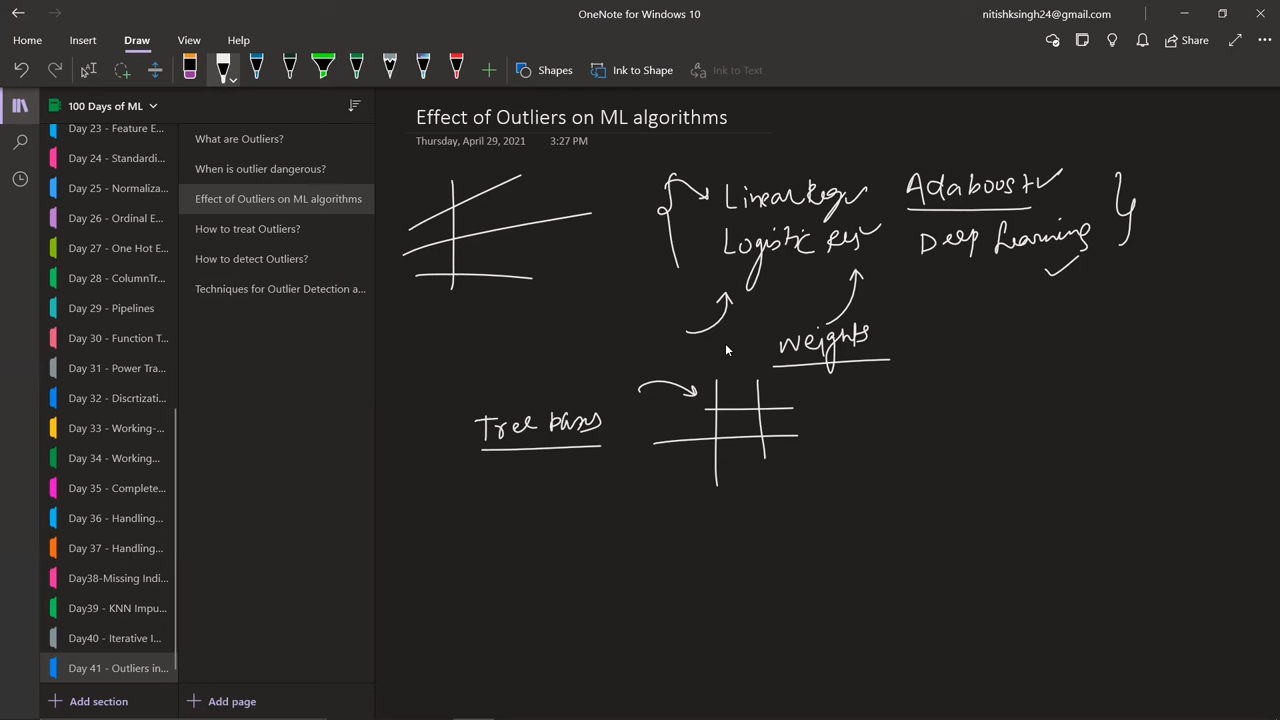 OneNote for Windows 10
nitishksingh24@gmail.com
Home
Insert
Draw
View
Help
Shapes
Ink to Shape
Ink to Text
Share
100 Days of ML
Day 23 - Feature E...
Day 24 - Standardi...
Day 25 - Normaliza...
Day 26 - Ordinal E...
Day 27 - One Hot E...
Day 28 - ColumnTr...
Day 29 - Pipelines
Day 30 - Function T...
Day 31 - Power Tra...
Day 32 - Discrtizati...
Day 33 - Working-...
Day 34 - Working...
Day 35 - Complete...
Day 36 - Handling...
Day 37 - Handling...
Day38-Missing Indi...
Day39 - KNN Impu...
Day40 - Iterative I...
Day 41 - Outliers in...
Add section
What are Outliers?
When is outlier dangerous?
Effect of Outliers on ML algorithms
How to treat Outliers?
How to detect Outliers?
Techniques for Outlier Detection a...
Add page
Effect of Outliers on ML algorithms
Thursday, April 29, 2021
3:27 PM
Linear Reg
Adaboost
Logistic Reg
Deep Learning
Weights
Tree